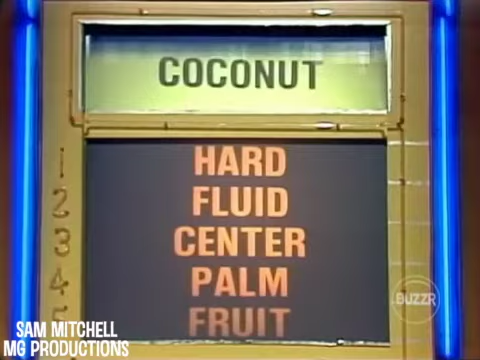 COCONUT
1 HARD
2 FLUID
3 CENTER
4 PALM
5 FRUIT
BUZZR
SAM MITCHELL
MG PRODUCTIONS